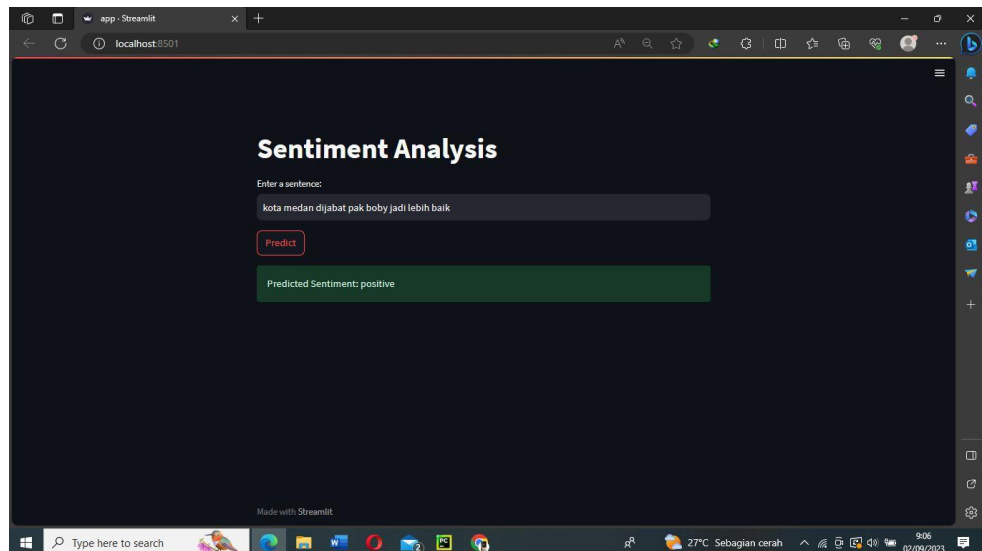 app · Streamlit
localhost:8501
Sentiment Analysis
Enter a sentence:
kota medan dijabat pak boby jadi lebih baik
Predict
Predicted Sentiment: positive
Made with Streamlit
Type here to search
27°C Sebagian cerah
9:06
02/09/2023